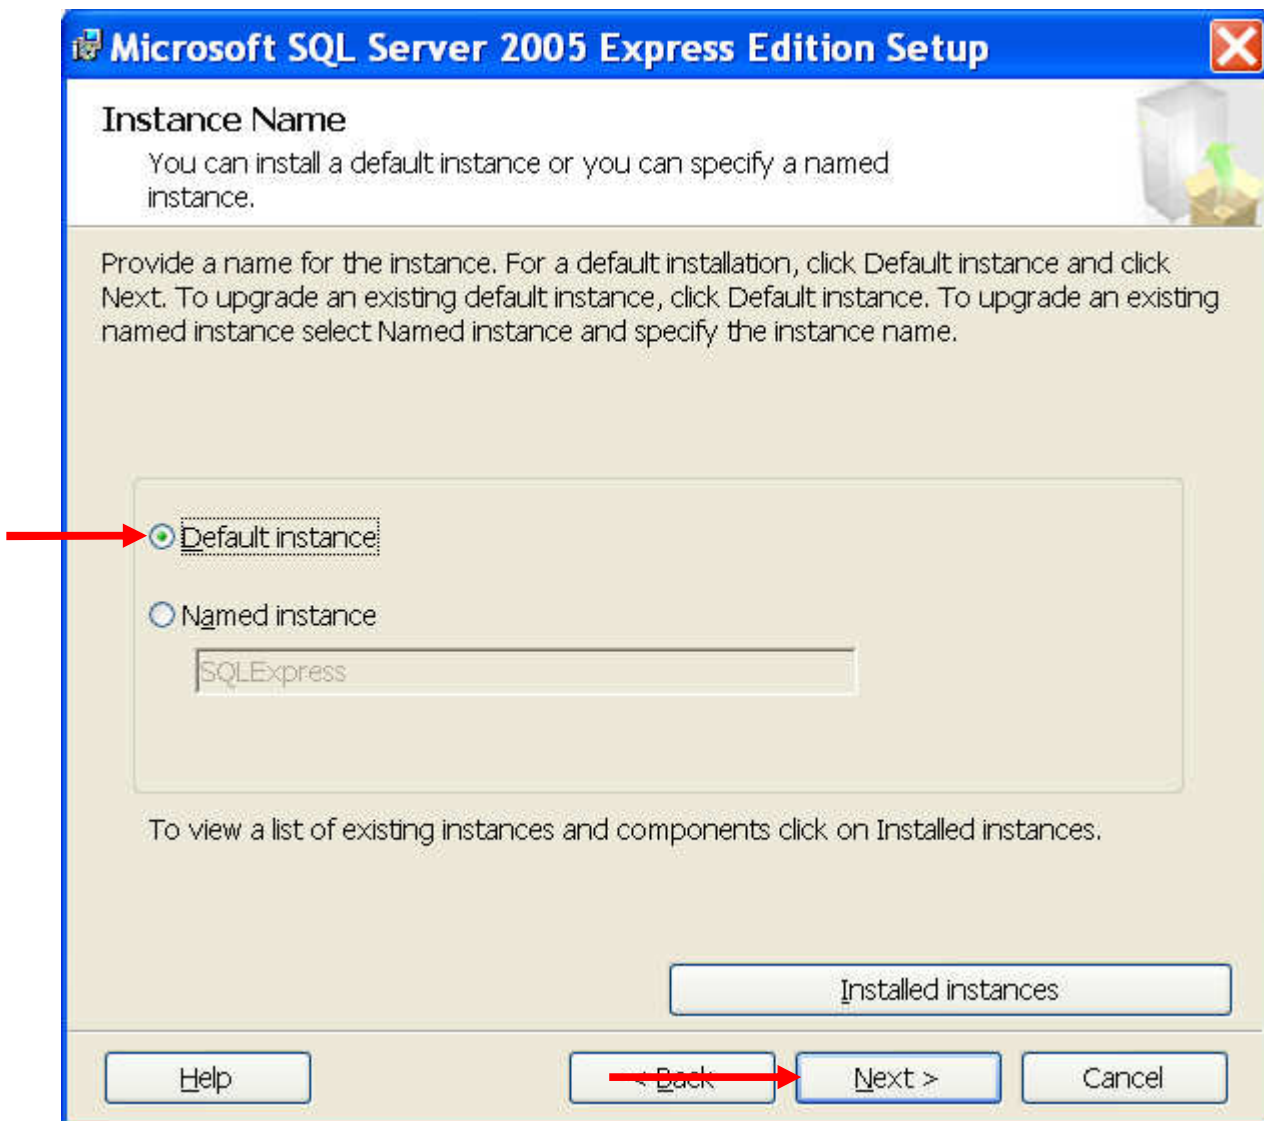 Microsoft SQL Server 2005 Express Edition Setup
Instance Name
You can install a default instance or you can specify a named
instance.
Provide a name for the instance. For a default installation, click Default instance and click
Next. To upgrade an existing default instance, click Default instance. To upgrade an existing
named instance select Named instance and specify the instance name.
Default instance
Named instance
SQLExpress
To view a list of existing instances and components click on Installed instances.
Installed instances
Help
< Back
Next >
Cancel